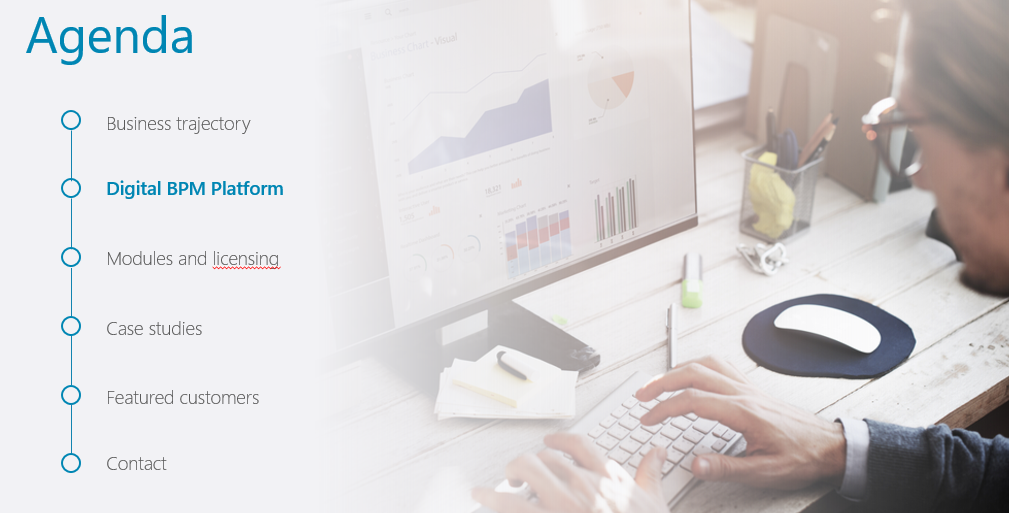 Agenda
Business trajectory
Digital BPM Platform
Modules and licensing
Case studies
Featured customers
Contact